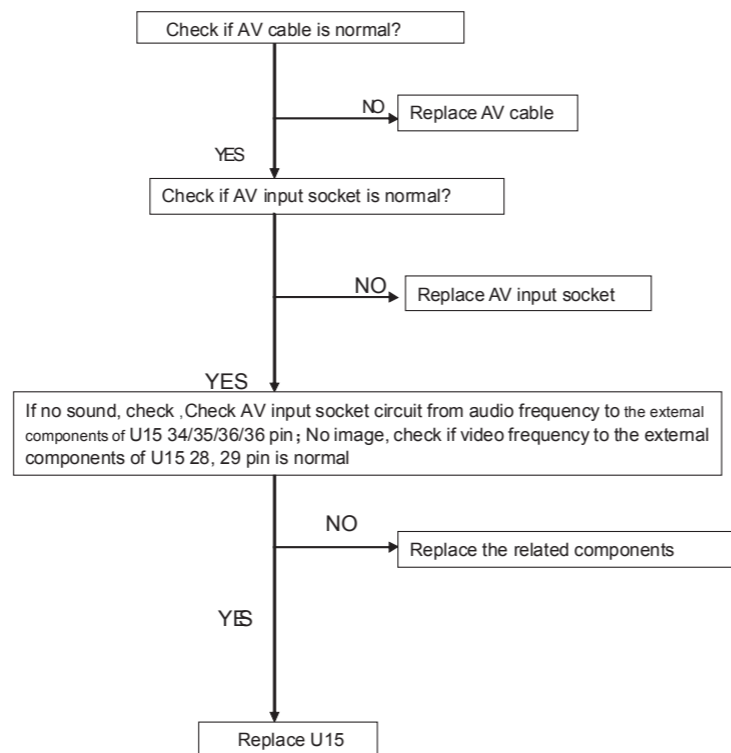 Check if AV cable is normal?
NO
Replace AV cable
YES
Check if AV input socket is normal?
NO
Replace AV input socket
YES
If no sound, check ,Check AV input socket circuit from audio frequency to the external
components of U15 34/35/36/36 pin; No image, check if video frequency to the external
components of U15 28, 29 pin is normal
NO
Replace the related components
YES
Replace U15